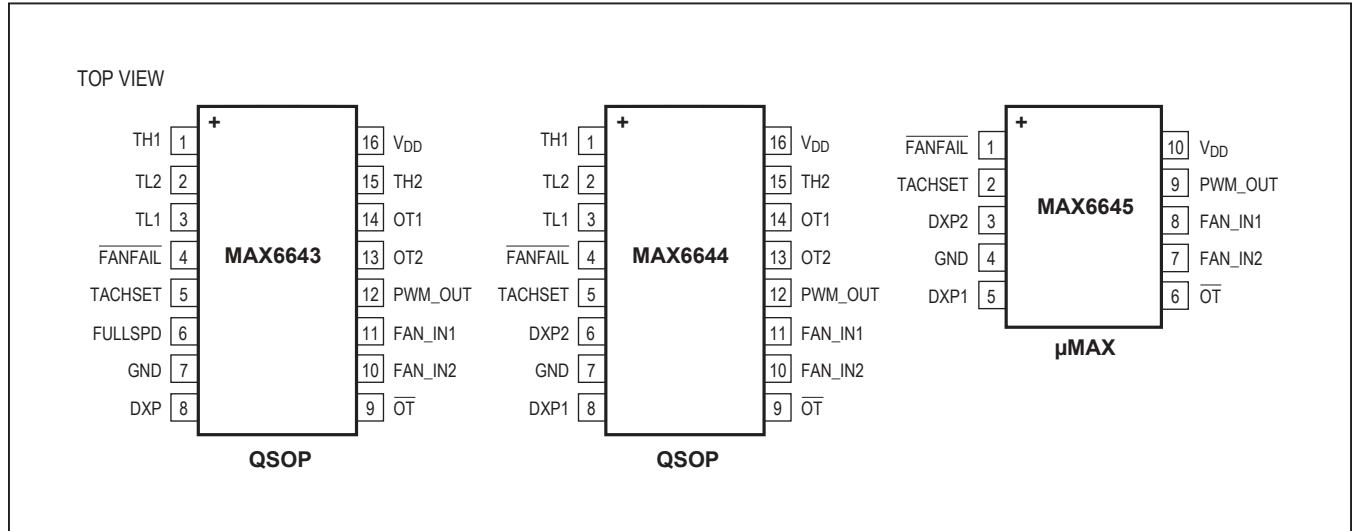 TOP VIEW
+
TH1 1
TL2 2
TL1 3
FANFAIL 4
TACHSET 5
FULLSPD 6
GND 7
DXP 8
MAX6643
16 VDD
15 TH2
14 OT1
13 OT2
12 PWM_OUT
11 FAN_IN1
10 FAN_IN2
9 OT
QSOP
+
TH1 1
TL2 2
TL1 3
FANFAIL 4
TACHSET 5
DXP2 6
GND 7
DXP1 8
MAX6644
16 VDD
15 TH2
14 OT1
13 OT2
12 PWM_OUT
11 FAN_IN1
10 FAN_IN2
9 OT
QSOP
+
FANFAIL 1
TACHSET 2
DXP2 3
GND 4
DXP1 5
MAX6645
10 VDD
9 PWM_OUT
8 FAN_IN1
7 FAN_IN2
6 OT
µMAX